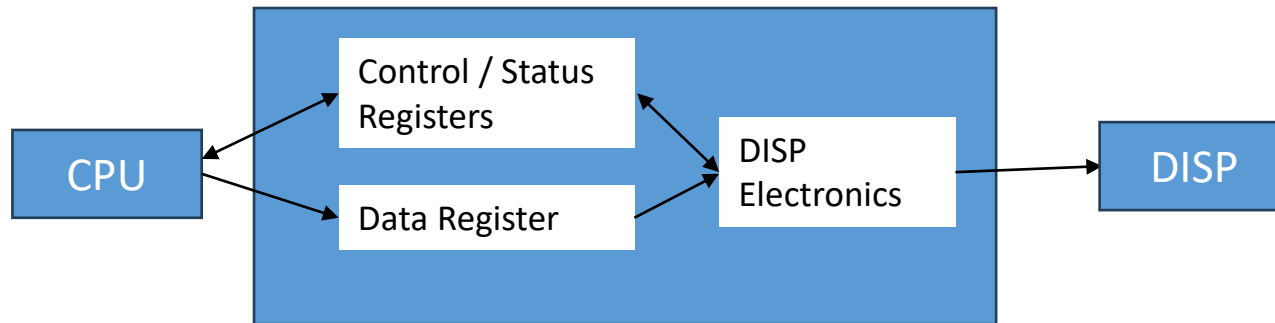 CPU
Control / Status
Registers
Data Register
DISP
Electronics
DISP